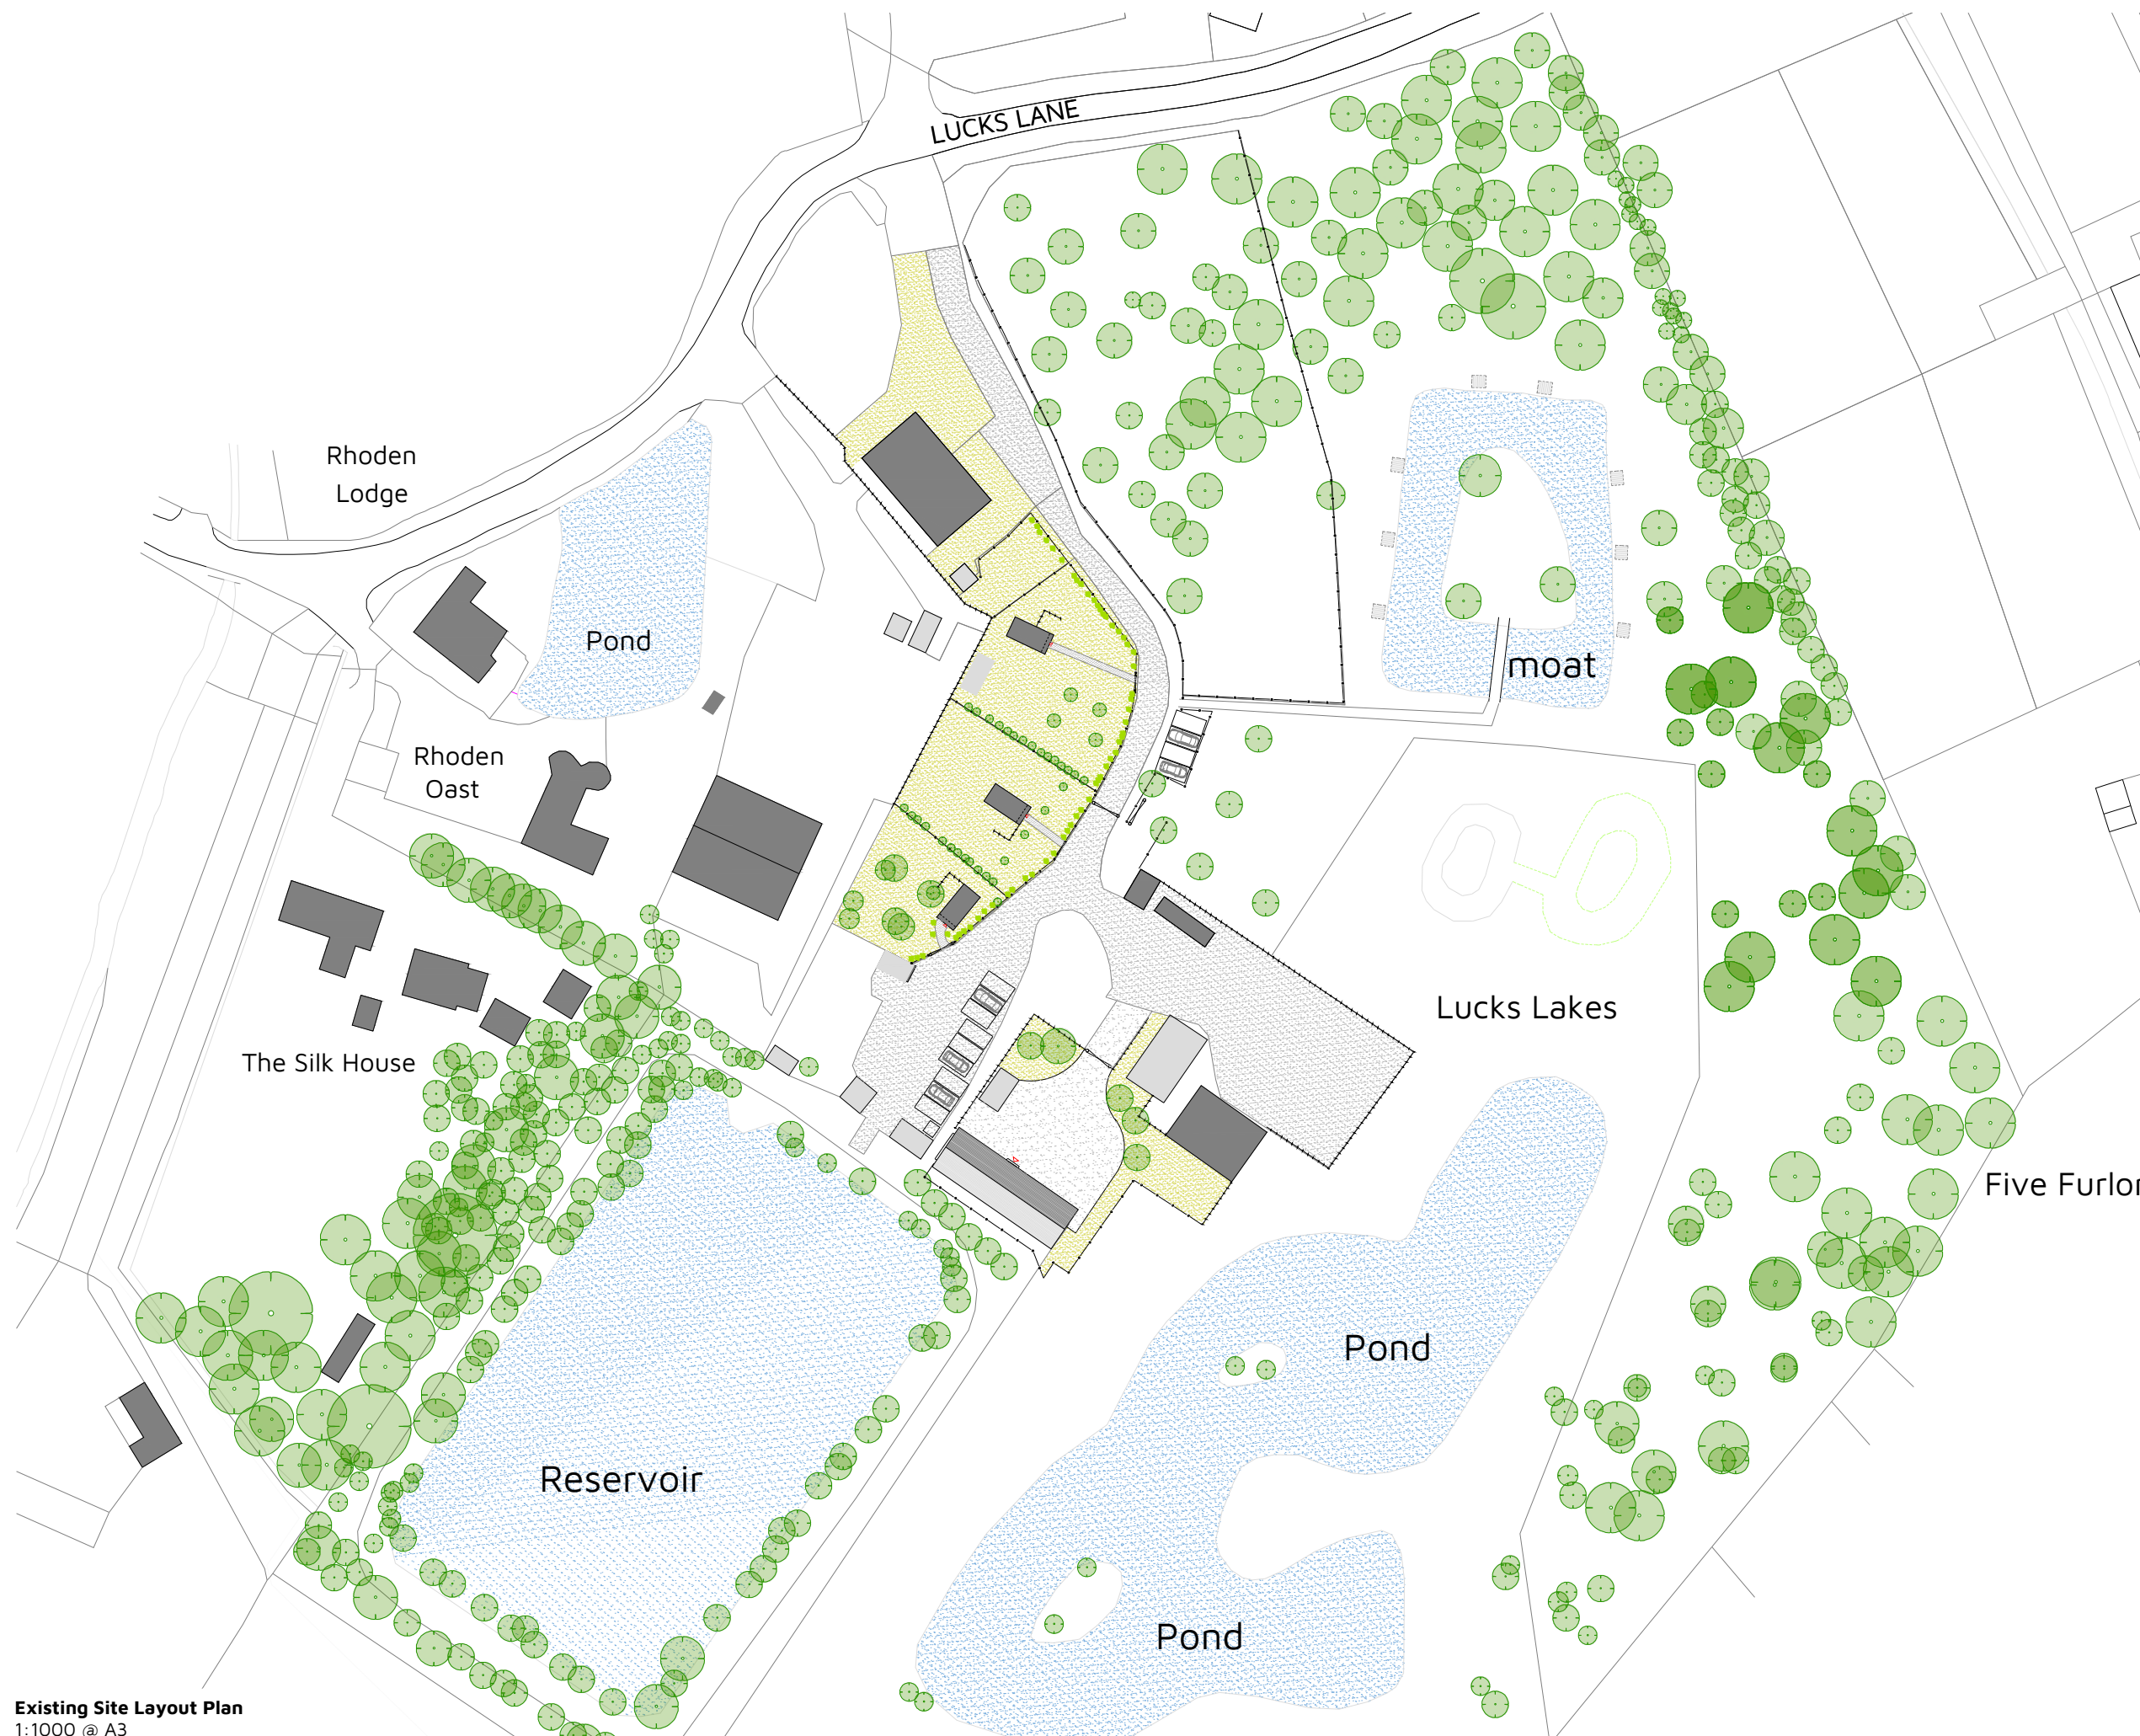 LUCKS LANE
Rhoden
Lodge
Pond
moat
Rhoden
Oast
Lucks Lakes
The Silk House
Five Furlor
Pond
Reservoir
Pond
Existing Site Layout Plan
1:1000 @ A3